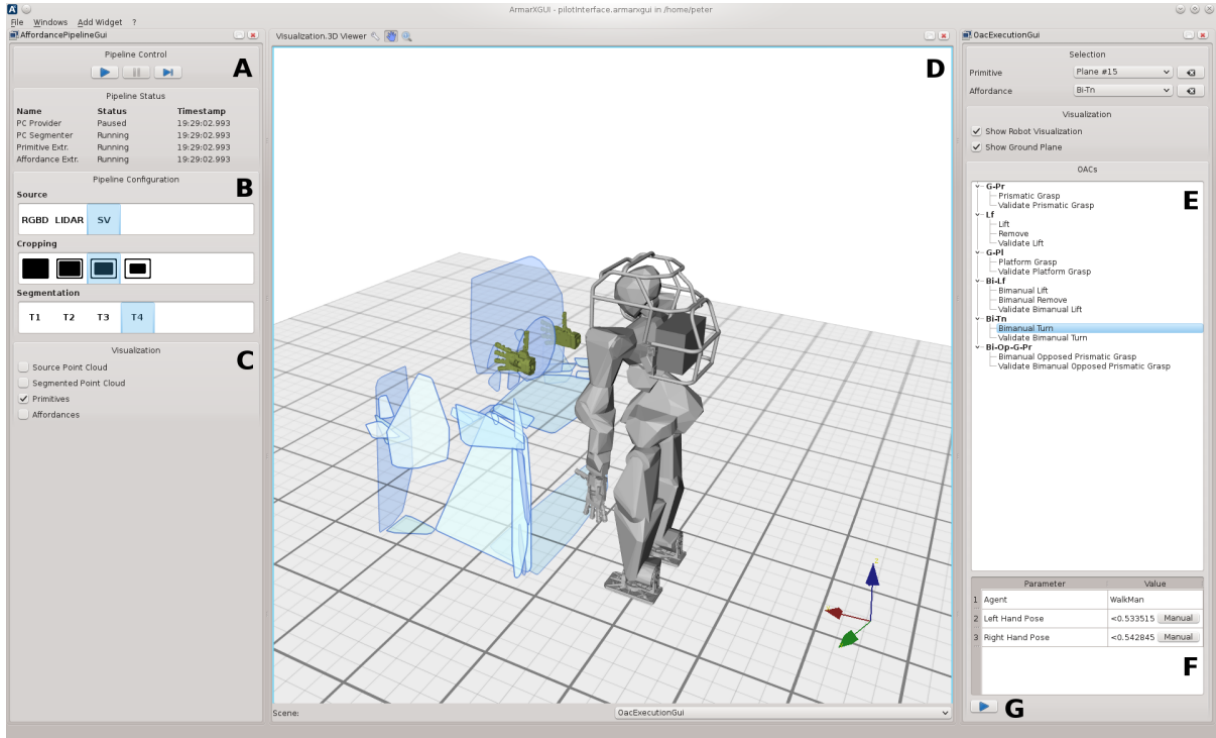 ArmarXGUI - pilotInterface.armarxgui in /home/peter
File Windows Add Widget ?
AffordancePipelineGui
Pipeline Control
A
Pipeline Status
Name Status Timestamp
PC Provider Paused 19:29:02.993
PC Segmenter Running 19:29:02.993
Primitive Extr. Running 19:29:02.993
Affordance Extr. Running 19:29:02.993
Pipeline Configuration
B
Source
RGBD LIDAR SV
Cropping
Segmentation
T1 T2 T3 T4
Visualization
C
Source Point Cloud
Segmented Point Cloud
Primitives
Affordances
Visualization.3D Viewer
D
Scene: OacExecutionGui
OacExecutionGui
Selection
Primitive Plane #15
Affordance Bi-Tn
Visualization
Show Robot Visualization
Show Ground Plane
OACs
E
G-Pr
Prismatic Grasp
Validate Prismatic Grasp
Lf
Lift
Remove
Validate Lift
G-Pl
Platform Grasp
Validate Platform Grasp
Bi-Lf
Bimanual Lift
Bimanual Remove
Validate Bimanual Lift
Bi-Tn
Bimanual Turn
Validate Bimanual Turn
Bi-Op-G-Pr
Bimanual Opposed Prismatic Grasp
Validate Bimanual Opposed Prismatic Grasp
Parameter Value
1 Agent WalkMan
2 Left Hand Pose <0.533515 Manual
3 Right Hand Pose <0.542845 Manual
F
G